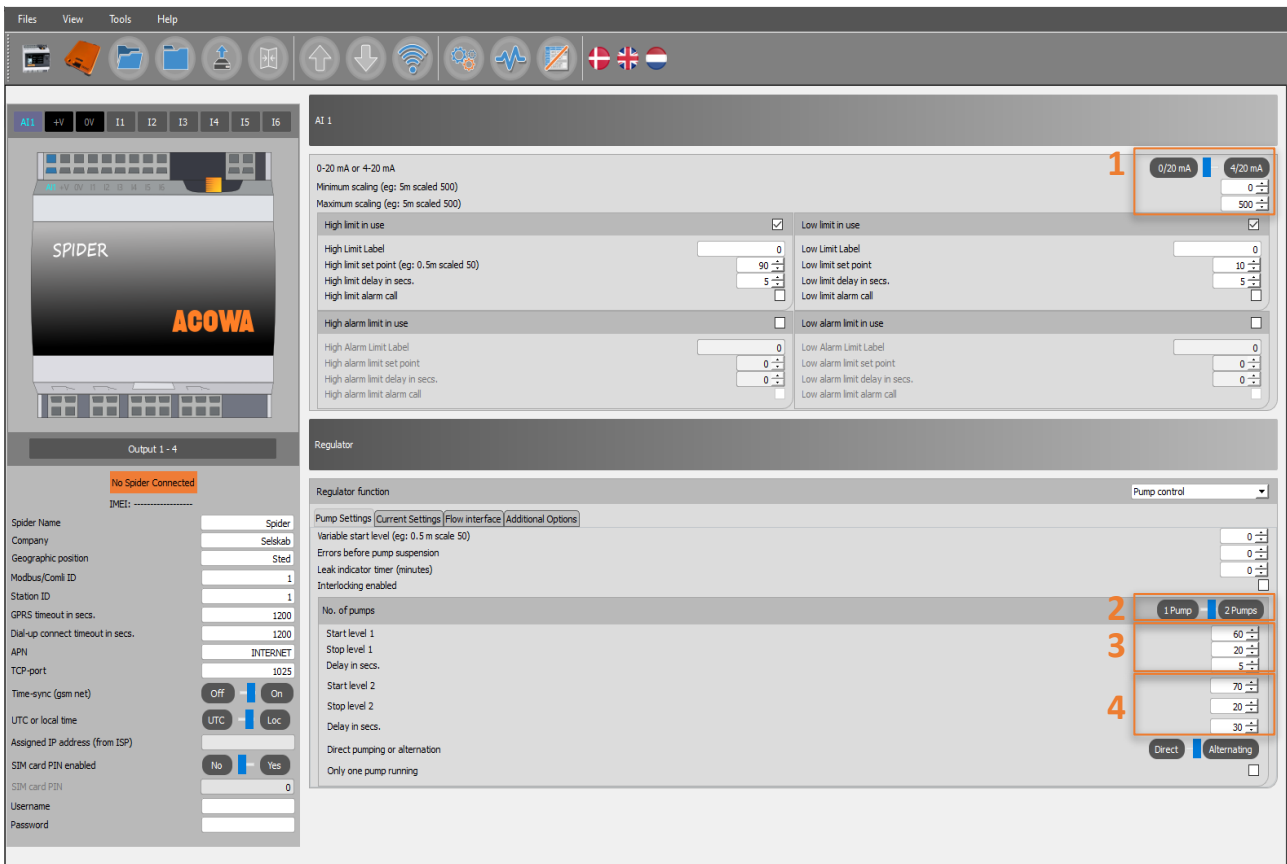 Files View Tools Help
AI1 +V 0V I1 I2 I3 I4 I5 I6
AI1 +V 0V I1 I2 I3 I4 I5 I6
SPIDER
ACOWA
Output 1 - 4
No Spider Connected
IMEI: ------------------
Spider Name Spider
Company Selskab
Geographic position Sted
Modbus/Comli ID 1
Station ID 1
GPRS timeout in secs. 1200
Dial-up connect timeout in secs. 1200
APN INTERNET
TCP-port 1025
Time-sync (gsm net) Off On
UTC or local time UTC Loc
Assigned IP address (from ISP)
SIM card PIN enabled No Yes
SIM card PIN 0
Username
Password
AI 1
1
0-20 mA or 4-20 mA 0/20 mA 4/20 mA
Minimum scaling (eg: 5m scaled 500) 0
Maximum scaling (eg: 5m scaled 500) 500
High limit in use
High Limit Label 0
High limit set point (eg: 0.5m scaled 50) 90
High limit delay in secs. 5
High limit alarm call
Low limit in use
Low Limit Label 0
Low limit set point 10
Low limit delay in secs. 5
Low limit alarm call
High alarm limit in use
High Alarm Limit Label 0
High alarm limit set point 0
High alarm limit delay in secs. 0
High alarm limit alarm call
Low alarm limit in use
Low Alarm Limit Label 0
Low alarm limit set point 0
Low alarm limit delay in secs. 0
Low alarm limit alarm call
Regulator
Regulator function Pump control
Pump Settings Current Settings Flow interface Additional Options
Variable start level (eg: 0.5 m scale 50) 0
Errors before pump suspension 0
Leak indicator timer (minutes) 0
Interlocking enabled
No. of pumps 2 1 Pump 2 Pumps
3
Start level 1 60
Stop level 1 20
Delay in secs. 5
4
Start level 2 70
Stop level 2 20
Delay in secs. 30
Direct pumping or alternation Direct Alternating
Only one pump running